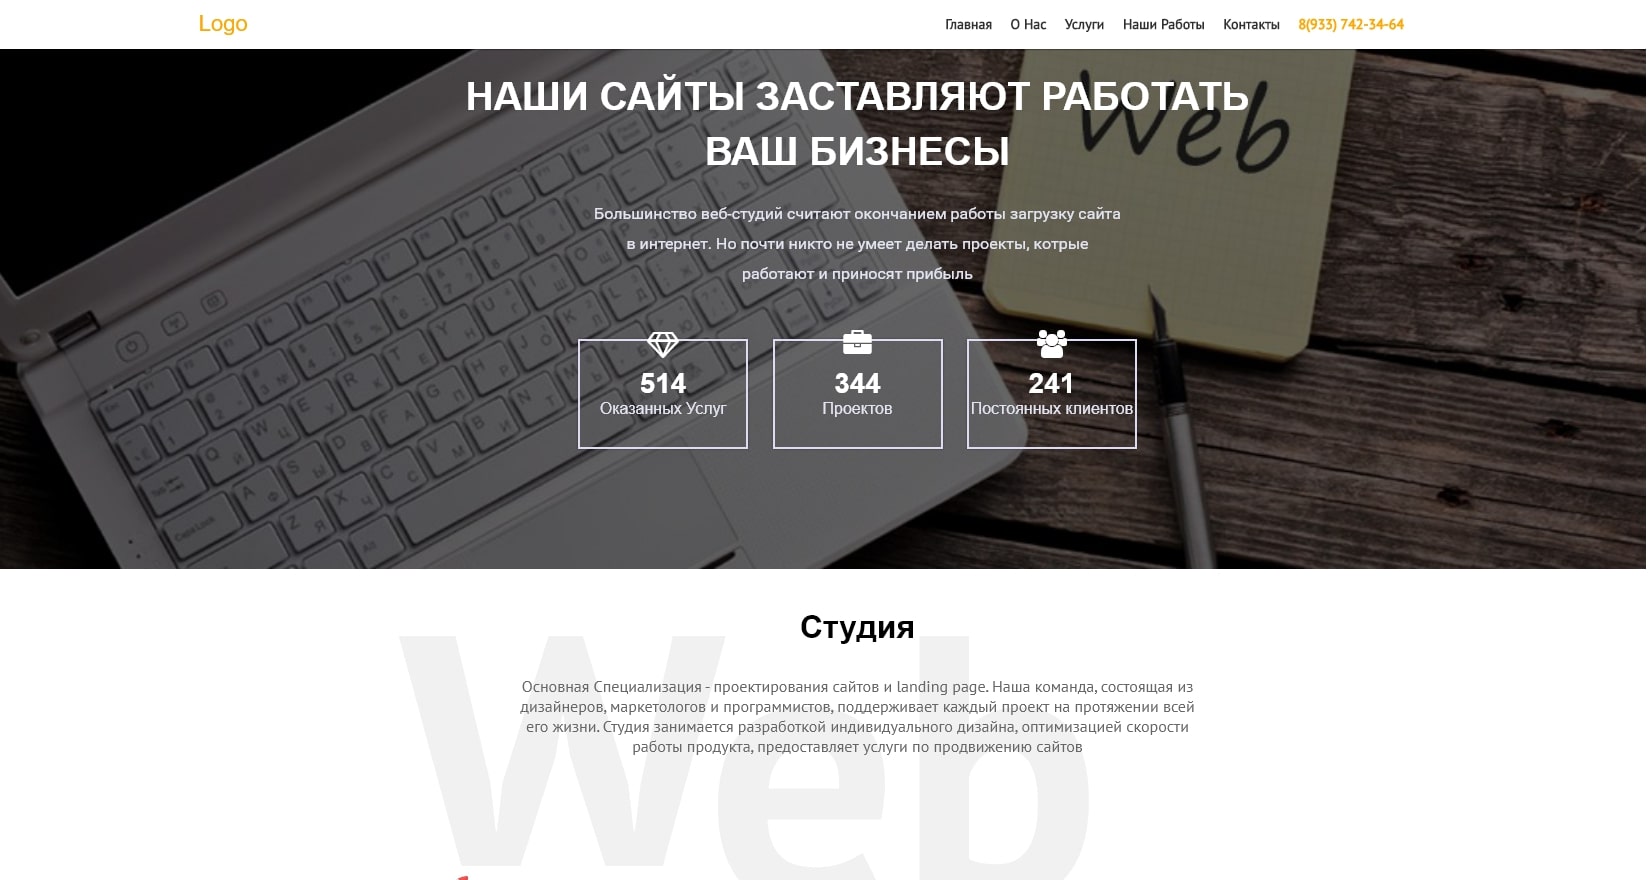 Logo
Главная О Нас Услуги Наши Работы Контакты 8(933) 742-34-64
НАШИ САЙТЫ ЗАСТАВЛЯЮТ РАБОТАТЬ
ВАШ БИЗНЕСЫ
Web
Большинство веб-студий считают окончанием работы загрузку сайта
в интернет. Но почти никто не умеет делать проекты, котрые
работают и приносят прибыль
514
Оказанных Услуг
344
Проектов
241
Постоянных клиентов
Студия
Web
Основная Специализация - проектирования сайтов и landing page. Наша команда, состоящая из
дизайнеров, маркетологов и программистов, поддерживает каждый проект на протяжении всей
его жизни. Студия занимается разработкой индивидуального дизайна, оптимизацией скорости
работы продукта, предоставляет услуги по продвижению сайтов